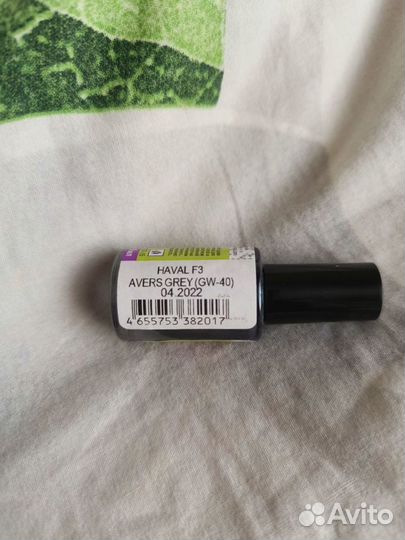 HAVAL F3
AVERS GREY (GW-40)
04.2022
4 655753 382017
Avito